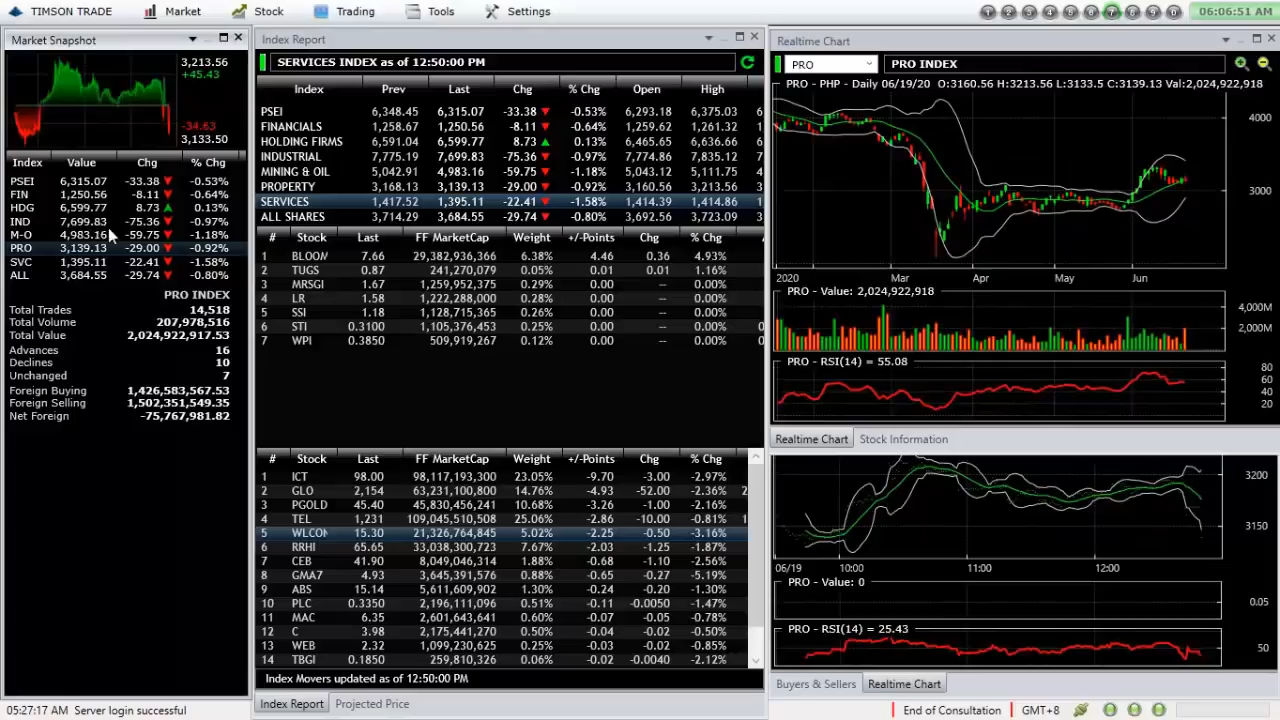 TIMSON TRADE Market Stock Trading Tools Settings 1 2 3 4 5 6 7 8 9 0 06:06:51 AM
Market Snapshot
3,213.56
+45.43
-34.63
3,133.50
Index Value Chg % Chg
PSEI 6,315.07 -33.38 -0.53%
FIN 1,250.56 -8.11 -0.64%
HDG 6,599.77 8.73 0.13%
IND 7,699.83 -75.36 -0.97%
M-O 4,983.16 -59.75 -1.18%
PRO 3,139.13 -29.00 -0.92%
SVC 1,395.11 -22.41 -1.58%
ALL 3,684.55 -29.74 -0.80%
PRO INDEX
Total Trades 14,518
Total Volume 207,978,516
Total Value 2,024,922,917.53
Advances 16
Declines 10
Unchanged 7
Foreign Buying 1,426,583,567.53
Foreign Selling 1,502,351,549.35
Net Foreign -75,767,981.82
Index Report
SERVICES INDEX as of 12:50:00 PM
Index Prev Last Chg % Chg Open High
PSEI 6,348.45 6,315.07 -33.38 -0.53% 6,293.18 6,375.03 6
FINANCIALS 1,258.67 1,250.56 -8.11 -0.64% 1,259.62 1,261.32 1
HOLDING FIRMS 6,591.04 6,599.77 8.73 0.13% 6,465.65 6,636.66 6
INDUSTRIAL 7,775.19 7,699.83 -75.36 -0.97% 7,774.86 7,835.12 7
MINING & OIL 5,042.91 4,983.16 -59.75 -1.18% 5,043.12 5,111.75 4
PROPERTY 3,168.13 3,139.13 -29.00 -0.92% 3,160.56 3,213.56 3
SERVICES 1,417.52 1,395.11 -22.41 -1.58% 1,414.39 1,414.86 1
ALL SHARES 3,714.29 3,684.55 -29.74 -0.80% 3,692.56 3,723.09 3
# Stock Last FF MarketCap Weight +/-Points Chg % Chg
1 BLOOM 7.66 29,382,936,366 6.38% 4.46 0.36 4.93%
2 TUGS 0.87 241,270,079 0.05% 0.01 0.01 1.16%
3 MRSGI 1.67 1,259,952,375 0.29% 0.00 -- 0.00%
4 LR 1.58 1,222,288,000 0.28% 0.00 -- 0.00%
5 SSI 1.18 1,128,715,365 0.26% 0.00 -- 0.00%
6 STI 0.3100 1,105,376,453 0.25% 0.00 -- 0.00% 0
7 WPI 0.3850 509,919,267 0.12% 0.00 -- 0.00% 0
# Stock Last FF MarketCap Weight +/-Points Chg % Chg
1 ICT 98.00 98,117,193,300 23.05% -9.70 -3.00 -2.97%
2 GLO 2,154 63,231,100,800 14.76% -4.93 -52.00 -2.36% 2
3 PGOLD 45.40 45,830,456,241 10.68% -3.26 -1.00 -2.16%
4 TEL 1,231 109,045,510,508 25.06% -2.86 -10.00 -0.81% 1
5 WLCON 15.30 21,326,764,845 5.02% -2.25 -0.50 -3.16%
6 RRHI 65.65 33,038,300,723 7.67% -2.03 -1.25 -1.87%
7 CEB 41.90 8,049,046,314 1.88% -0.68 -1.10 -2.56%
8 GMA7 4.93 3,645,391,576 0.88% -0.65 -0.27 -5.19%
9 ABS 15.14 5,611,609,902 1.30% -0.24 -0.20 -1.30%
10 PLC 0.3350 2,196,111,096 0.51% -0.11 -0.0050 -1.47%
11 MAC 6.35 2,601,643,641 0.60% -0.07 -0.05 -0.78%
12 C 3.98 2,175,441,270 0.50% -0.04 -0.02 -0.50%
13 WEB 2.32 1,099,230,625 0.25% -0.03 -0.02 -0.85%
14 TBGI 0.1850 259,810,326 0.06% -0.02 -0.0040 -2.12%
Index Movers updated as of 12:50:00 PM
Index Report Projected Price
Realtime Chart
PRO PRO INDEX
PRO - PHP - Daily 06/19/20 O:3160.56 H:3213.56 L:3133.5 C:3139.13 Val:2,024,922,918
4000
3000
2020 Mar Apr May Jun
PRO - Value: 2,024,922,918
4,000M
2,000M
PRO - RSI(14) = 55.08
80
60
40
20
Realtime Chart Stock Information
3200
3150
06/19 10:00 11:00 12:00
PRO - Value: 0
0.05
PRO - RSI(14) = 25.43
50
Buyers & Sellers Realtime Chart
05:27:17 AM Server login successful End of Consultation GMT+8